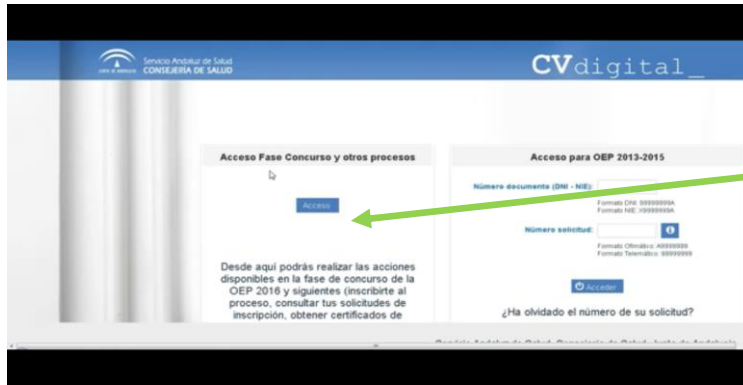 Servicio Andaluz de Salud
CONSEJERÍA DE SALUD
CVdigital_
Acceso Fase Concurso y otros procesos
Acceso
Desde aquí podrás realizar las acciones
disponibles en la fase de concurso de la
OEP 2016 y siguientes (inscribirte al
proceso, consultar tus solicitudes de
inscripción, obtener certificados de
Acceso para OEP 2013-2015
Número documento (DNI - NIE):
Formato DNI: 99999999A
Formato NIE: X9999999A
Número solicitud:
Formato Ofimático: A9999999
Formato Telemático: 99999999
Acceder
¿Ha olvidado el número de su solicitud?